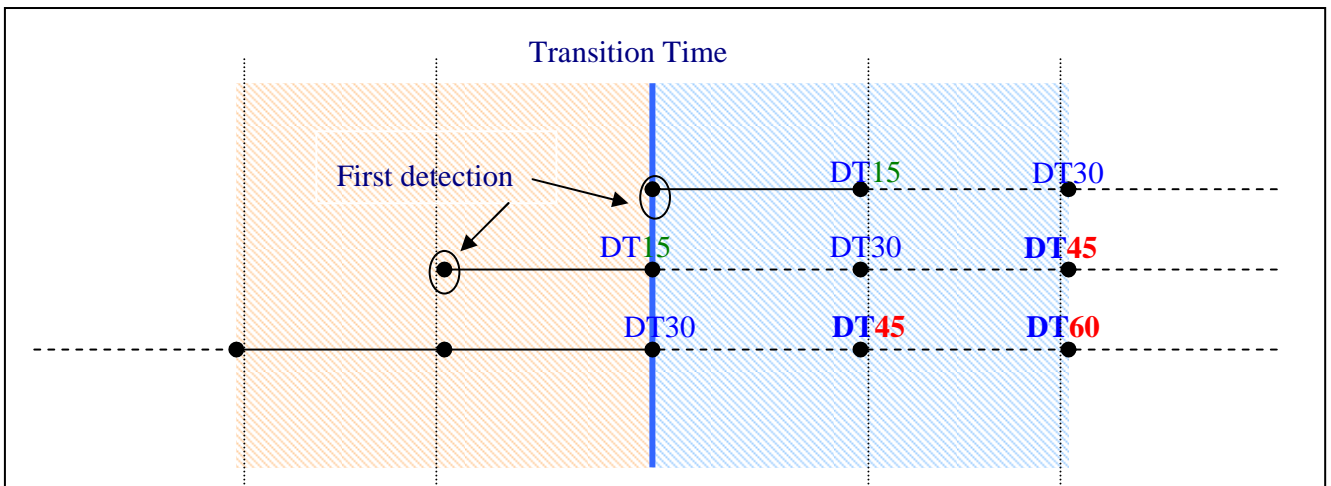 Transition Time
DT15 DT30
First detection
DT15 DT30 DT45
DT30 DT45 DT60